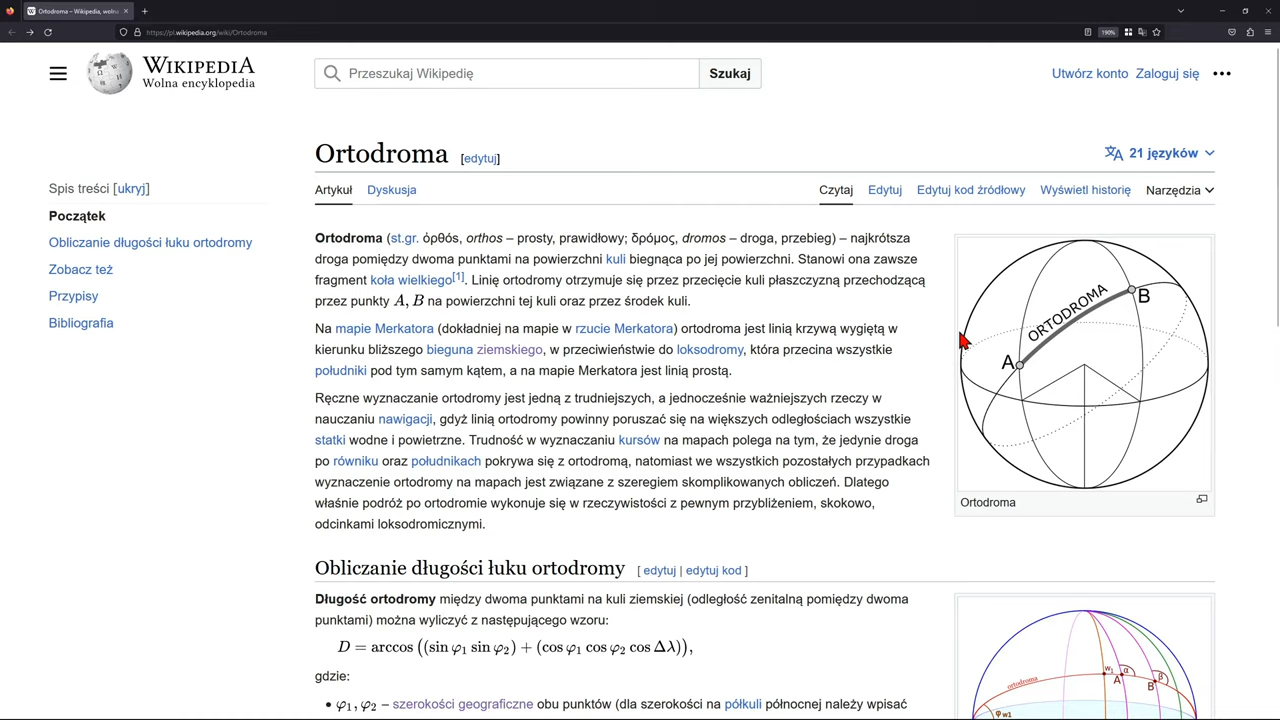 Ortodroma – Wikipedia, wolna
https://pl.wikipedia.org/wiki/Ortodroma
190%
WIKIPEDIA
Wolna encyklopedia
Przeszukaj Wikipedię
Szukaj
Utwórz konto Zaloguj się
Ortodroma [edytuj]
21 języków
Spis treści [ukryj]
Początek
Obliczanie długości łuku ortodromy
Zobacz też
Przypisy
Bibliografia
Artykuł Dyskusja
Czytaj Edytuj Edytuj kod źródłowy Wyświetl historię Narzędzia
Ortodroma (st.gr. ὀρθός, orthos – prosty, prawidłowy; δρόμος, dromos – droga, przebieg) – najkrótsza
droga pomiędzy dwoma punktami na powierzchni kuli biegnąca po jej powierzchni. Stanowi ona zawsze
fragment koła wielkiego[1]. Linię ortodromy otrzymuje się przez przecięcie kuli płaszczyzną przechodzącą
przez punkty A, B na powierzchni tej kuli oraz przez środek kuli.
Na mapie Merkatora (dokładniej na mapie w rzucie Merkatora) ortodroma jest linią krzywą wygiętą w
kierunku bliższego bieguna ziemskiego, w przeciwieństwie do loksodromy, która przecina wszystkie
południki pod tym samym kątem, a na mapie Merkatora jest linią prostą.
Ręczne wyznaczanie ortodromy jest jedną z trudniejszych, a jednocześnie ważniejszych rzeczy w
nauczaniu nawigacji, gdyż linią ortodromy powinny poruszać się na większych odległościach wszystkie
statki wodne i powietrzne. Trudność w wyznaczaniu kursów na mapach polega na tym, że jedynie droga
po równiku oraz południkach pokrywa się z ortodromą, natomiast we wszystkich pozostałych przypadkach
wyznaczenie ortodromy na mapach jest związane z szeregiem skomplikowanych obliczeń. Dlatego
właśnie podróż po ortodromie wykonuje się w rzeczywistości z pewnym przybliżeniem, skokowo,
odcinkami loksodromicznymi.
ORTODROMA
A
B
Ortodroma
Obliczanie długości łuku ortodromy [ edytuj | edytuj kod ]
Długość ortodromy między dwoma punktami na kuli ziemskiej (odległość zenitalną pomiędzy dwoma
punktami) można wyliczyć z następującego wzoru:
D = arccos ((sin φ₁ sin φ₂) + (cos φ₁ cos φ₂ cos Δλ)),
gdzie:
• φ₁, φ₂ – szerokości geograficzne obu punktów (dla szerokości na półkuli północnej należy wpisać
ortodroma
w₁
α
A
β
B
φ w1